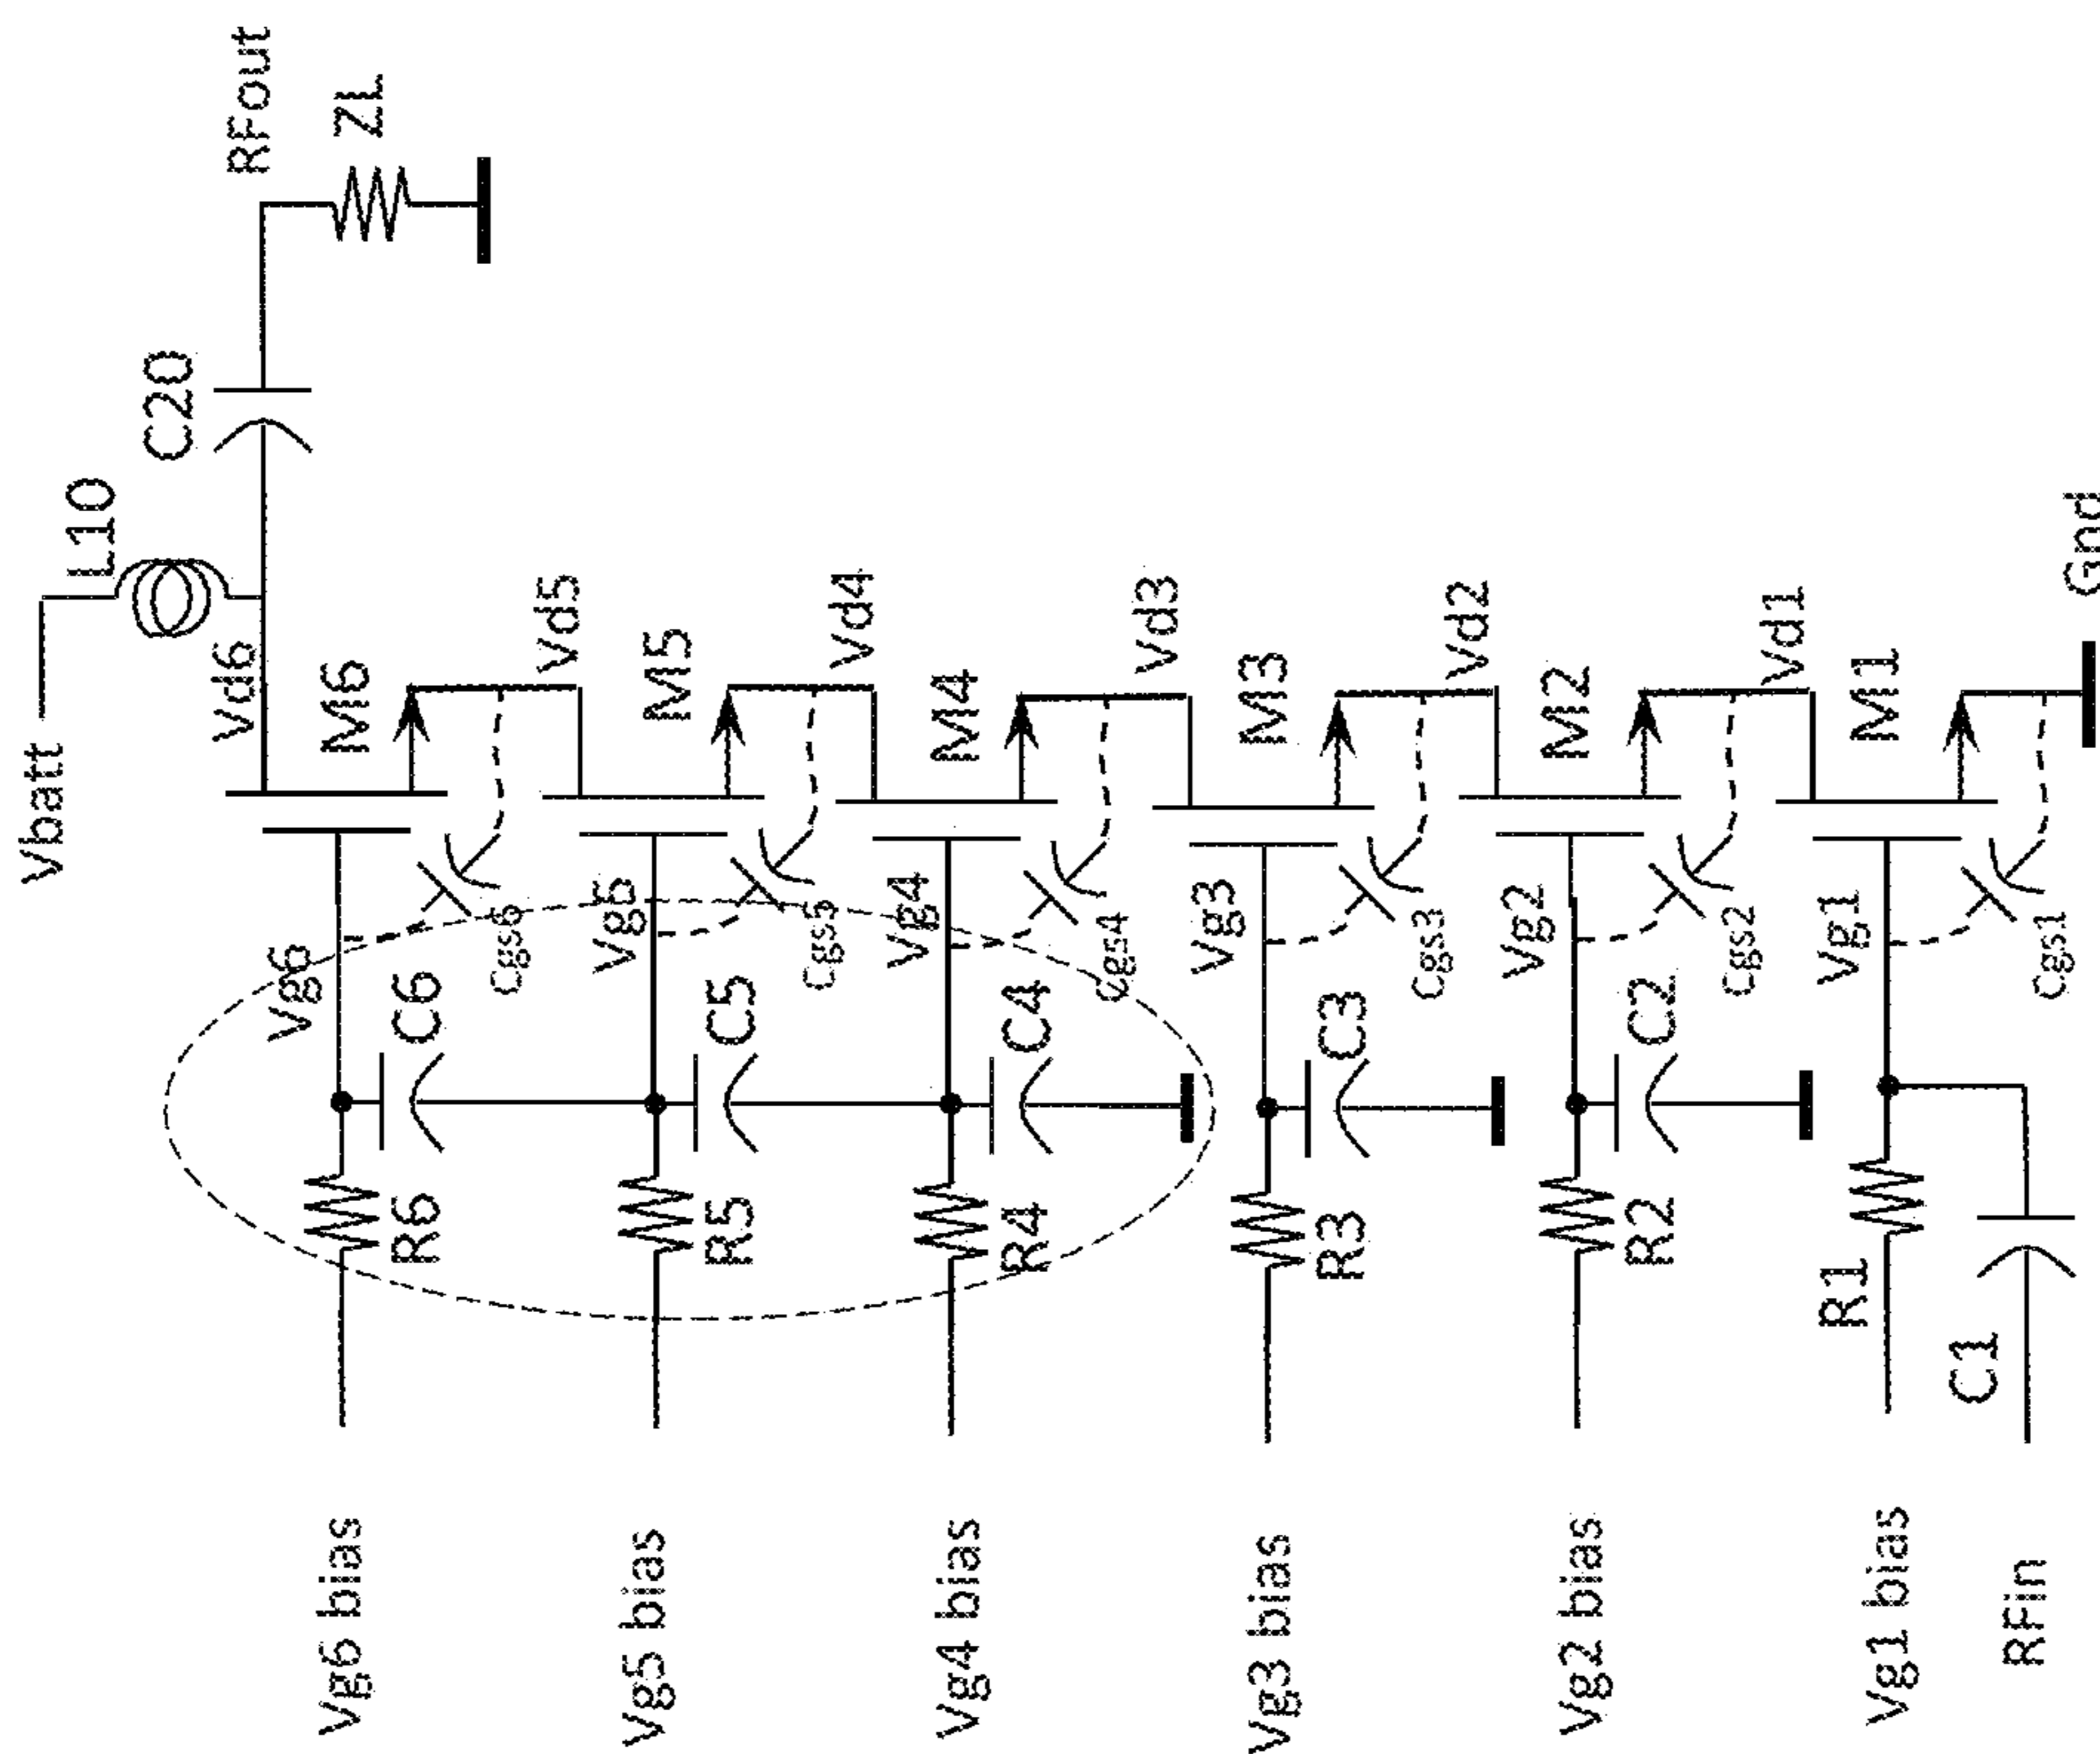 Vbatt
L10
C20
RFout
ZL
Vd6
M6
Vg6
Cgs6
C6
R6
Vg6 bias
Vd5
M5
Vg5
Cgs5
C5
R5
Vg5 bias
Vd4
M4
Vg4
Cgs4
C4
R4
Vg4 bias
Vd3
M3
Vg3
Cgs3
C3
R3
Vg3 bias
Vd2
M2
Vg2
Cgs2
C2
R2
Vg2 bias
Vd1
M1
Vg1
Cgs1
R1
Vg1 bias
C1
RFin
Gnd